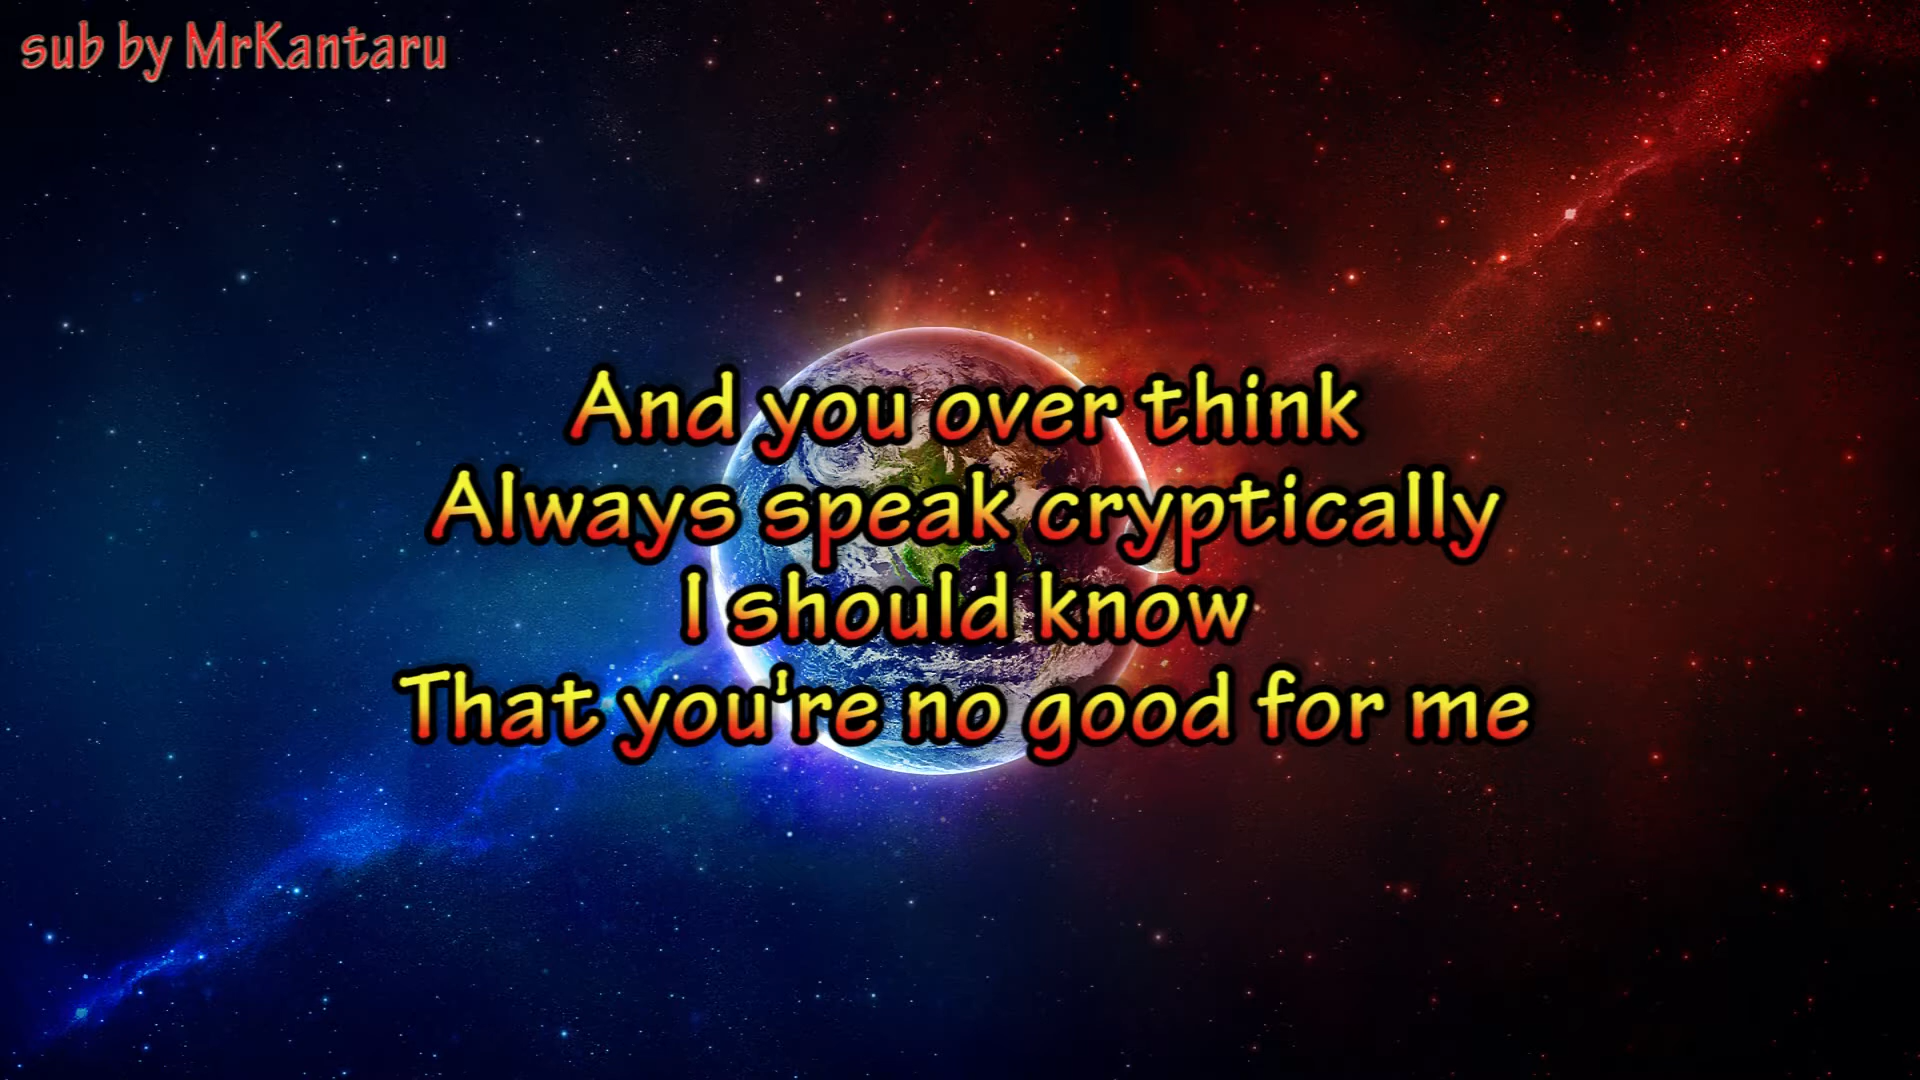 sub by MrKantaru
And you over think
Always speak cryptically
I should know
That you're no good for me